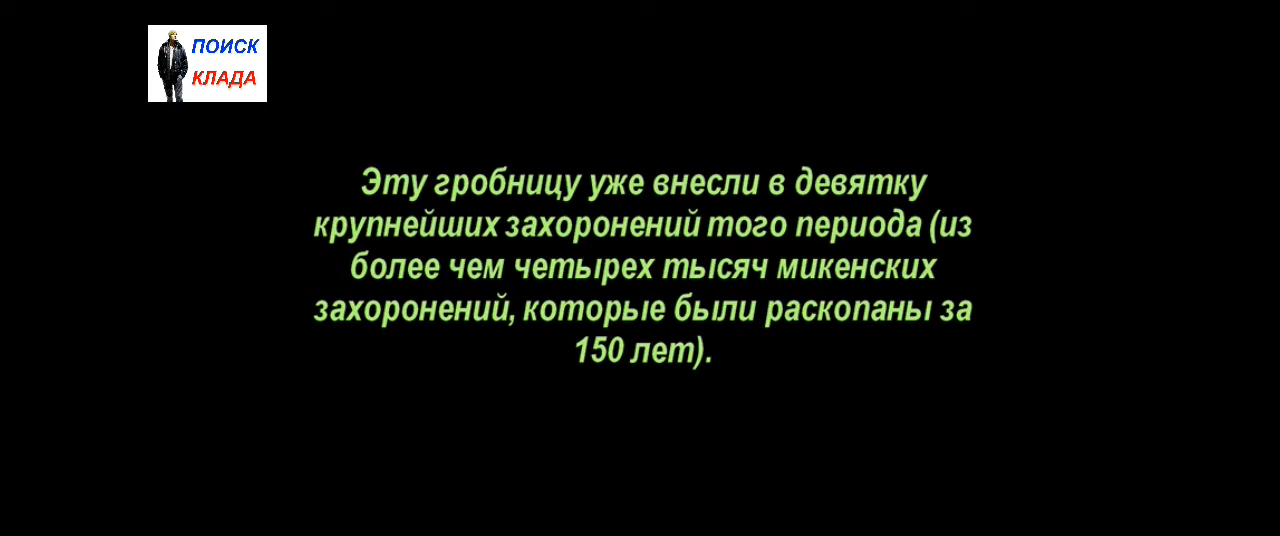 ПОИСК
КЛАДА
Эту гробницу уже внесли в девятку
крупнейших захоронений того периода (из
более чем четырех тысяч микенских
захоронений, которые были раскопаны за
150 лет).